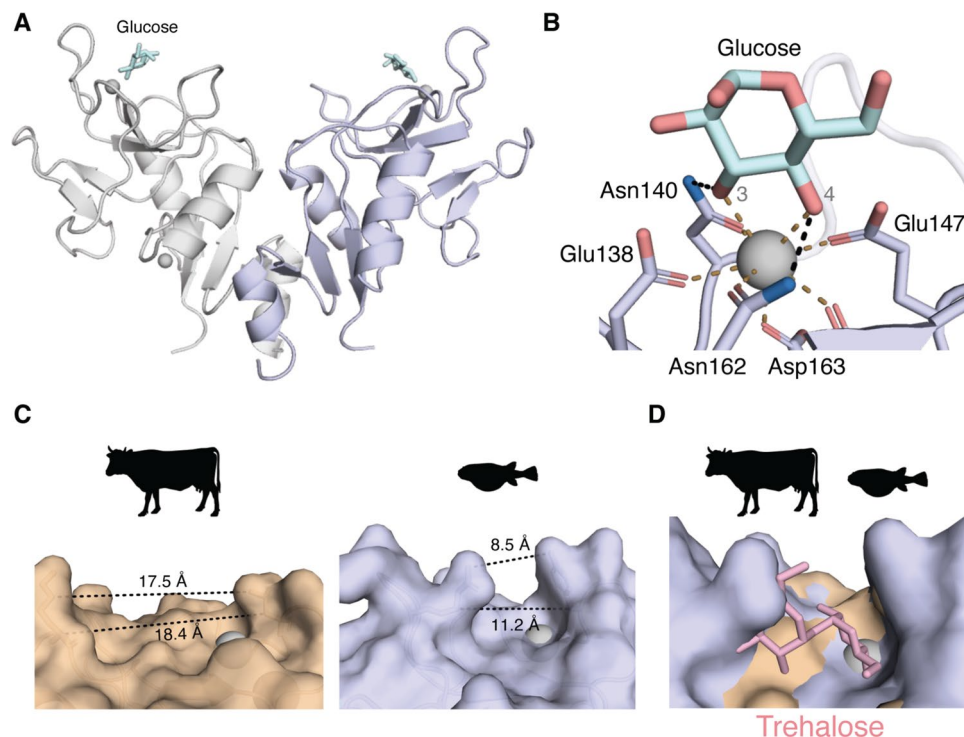 A
Glucose
B
Glucose
3
4
Asn140
Glu147
Glu138
Asn162
Asp163
C
17.5 Å
18.4 Å
8.5 Å
11.2 Å
D
Trehalose